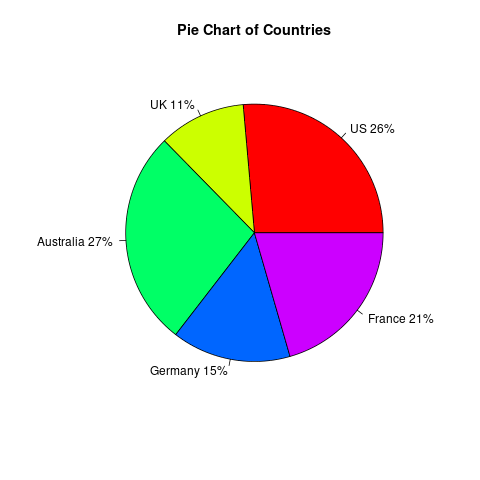 Pie Chart of Countries
UK 11%
US 26%
Australia 27%
France 21%
Germany 15%